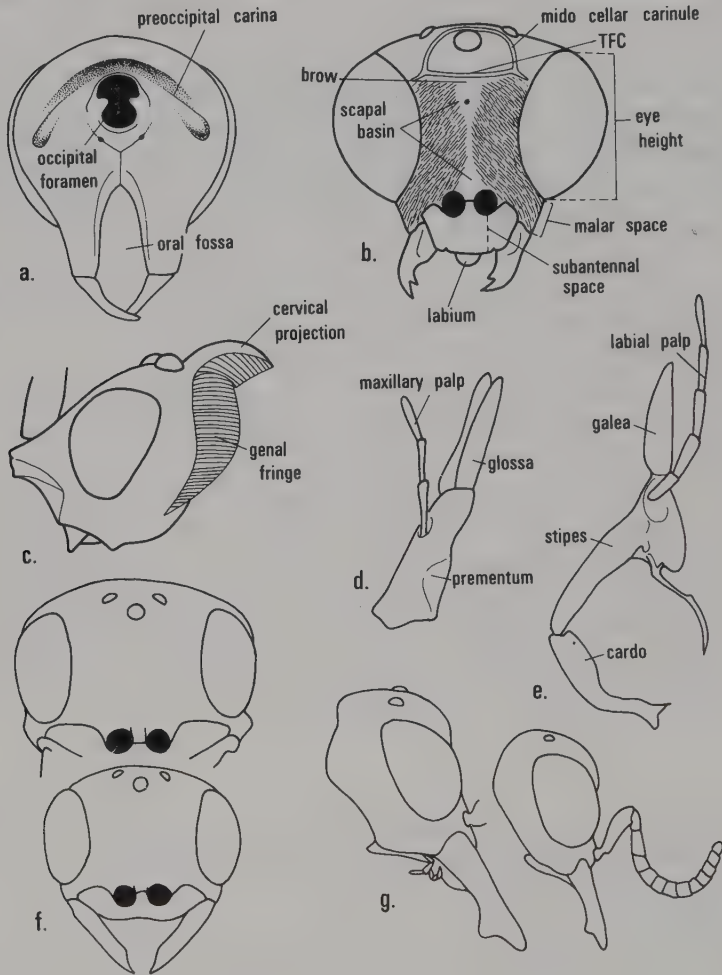 preoccipital carina
occipital
foramen
oral fossa
a.
mido cellar carinule
TFC
brow
scapal
basin
eye
height
malar space
subantennal
space
labium
b.
cervical
projection
genal
fringe
c.
maxillary palp
glossa
prementum
d.
labial palp
galea
stipes
cardo
e.
f.
g.